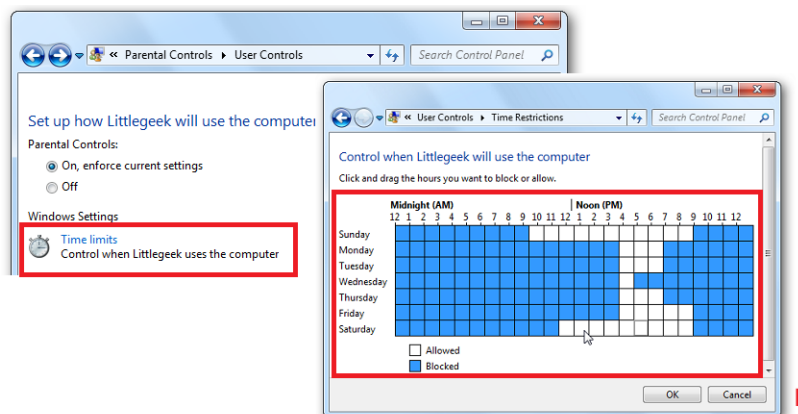 « Parental Controls ▸ User Controls
Search Control Panel
Set up how Littlegeek will use the computer
Parental Controls:
On, enforce current settings
Off
Windows Settings
Time limits
Control when Littlegeek uses the computer
« User Controls ▸ Time Restrictions
Search Control Panel
Control when Littlegeek will use the computer
Click and drag the hours you want to block or allow.
Midnight (AM) Noon (PM)
12 1 2 3 4 5 6 7 8 9 10 11 12 1 2 3 4 5 6 7 8 9 10 11 12
Sunday
Monday
Tuesday
Wednesday
Thursday
Friday
Saturday
Allowed
Blocked
OK Cancel